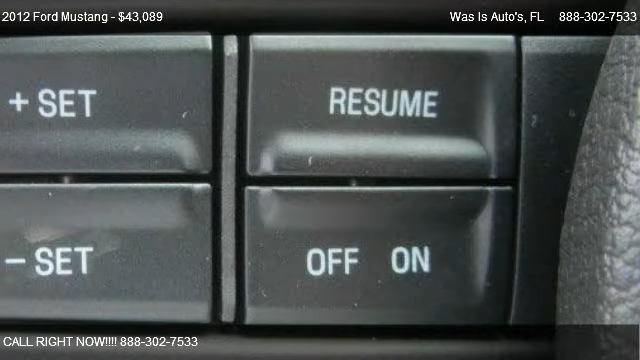 2012 Ford Mustang - $43,089
Was Is Auto's, FL 888-302-7533
+ SET
RESUME
- SET
OFF ON
CALL RIGHT NOW!!!! 888-302-7533